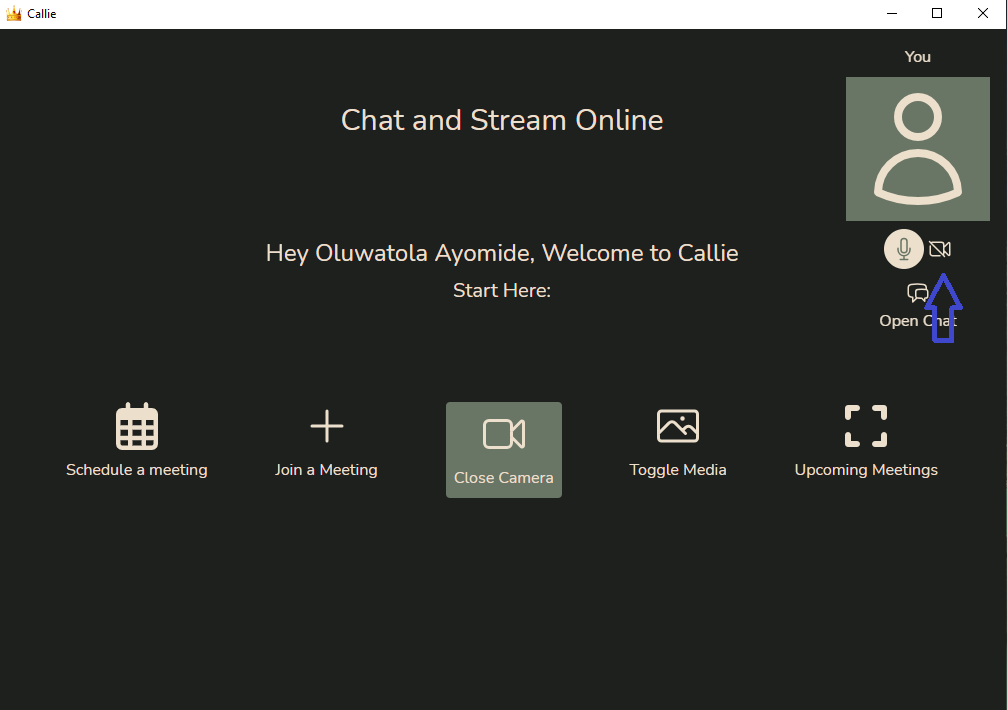 Callie
You
Chat and Stream Online
Hey Oluwatola Ayomide, Welcome to Callie
Start Here:
Open Chat
Schedule a meeting
Join a Meeting
Close Camera
Toggle Media
Upcoming Meetings